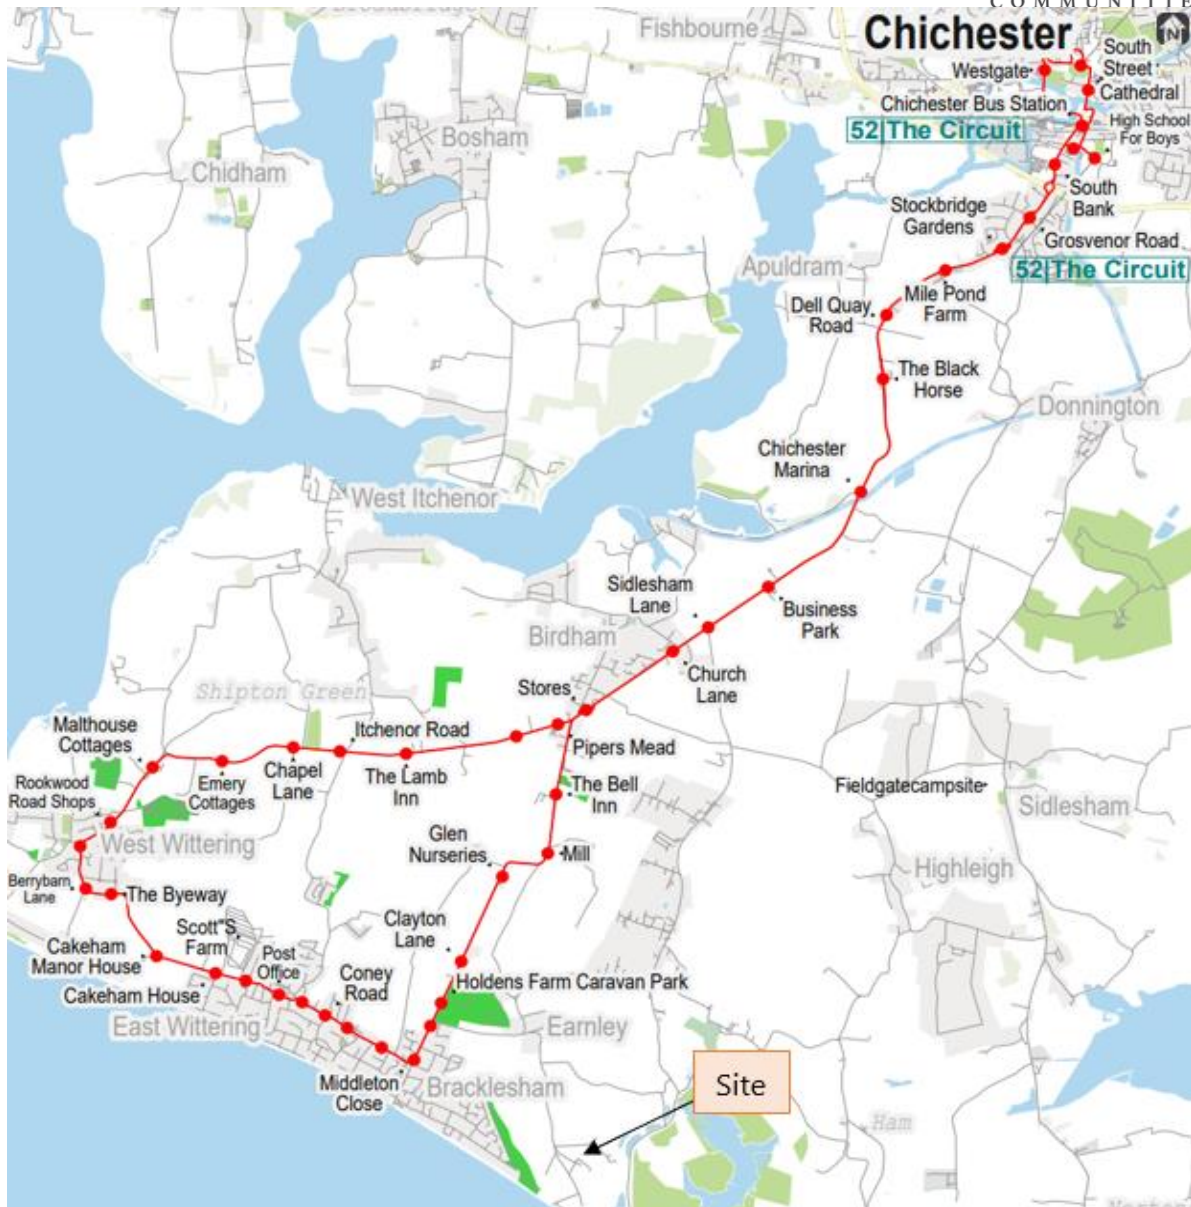 COMMUNITIE
Fishbourne
Chichester
N
South
Street
Westgate
Cathedral
Chichester Bus Station
High School
For Boys
52|The Circuit
Bosham
Chidham
South
Bank
Stockbridge
Gardens
Grosvenor Road
52|The Circuit
Apuldram
Mile Pond
Farm
Dell Quay
Road
The Black
Horse
Donnington
Chichester
Marina
West Itchenor
Sidlesham
Lane
Business
Park
Birdham
Church
Lane
Stores
Shipton Green
Itchenor Road
Malthouse
Cottages
Pipers Mead
Chapel
Lane
The Lamb
Inn
Emery
Cottages
The Bell
Inn
Rookwood
Road Shops
Fieldgatecampsite
Sidlesham
West Wittering
Glen
Nurseries
Mill
Highleigh
Berrybarn
Lane
The Byeway
Scott"S
Farm
Clayton
Lane
Cakeham
Manor House
Post
Office
Coney
Road
Holdens Farm Caravan Park
Cakeham House
East Wittering
Earnley
Middleton
Close
Bracklesham
Site
Ham